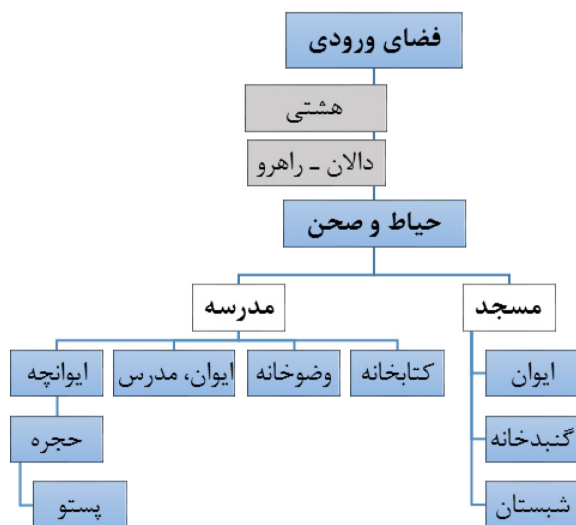 فضای ورودی
هشتی
دالان - راهرو
حیاط و صحن
مسجد
مدرسه
ایوان
کتابخانه
وضوخانه
ایوان، مدرس
ایوانچه
گنبدخانه
حجره
شبستان
پستو